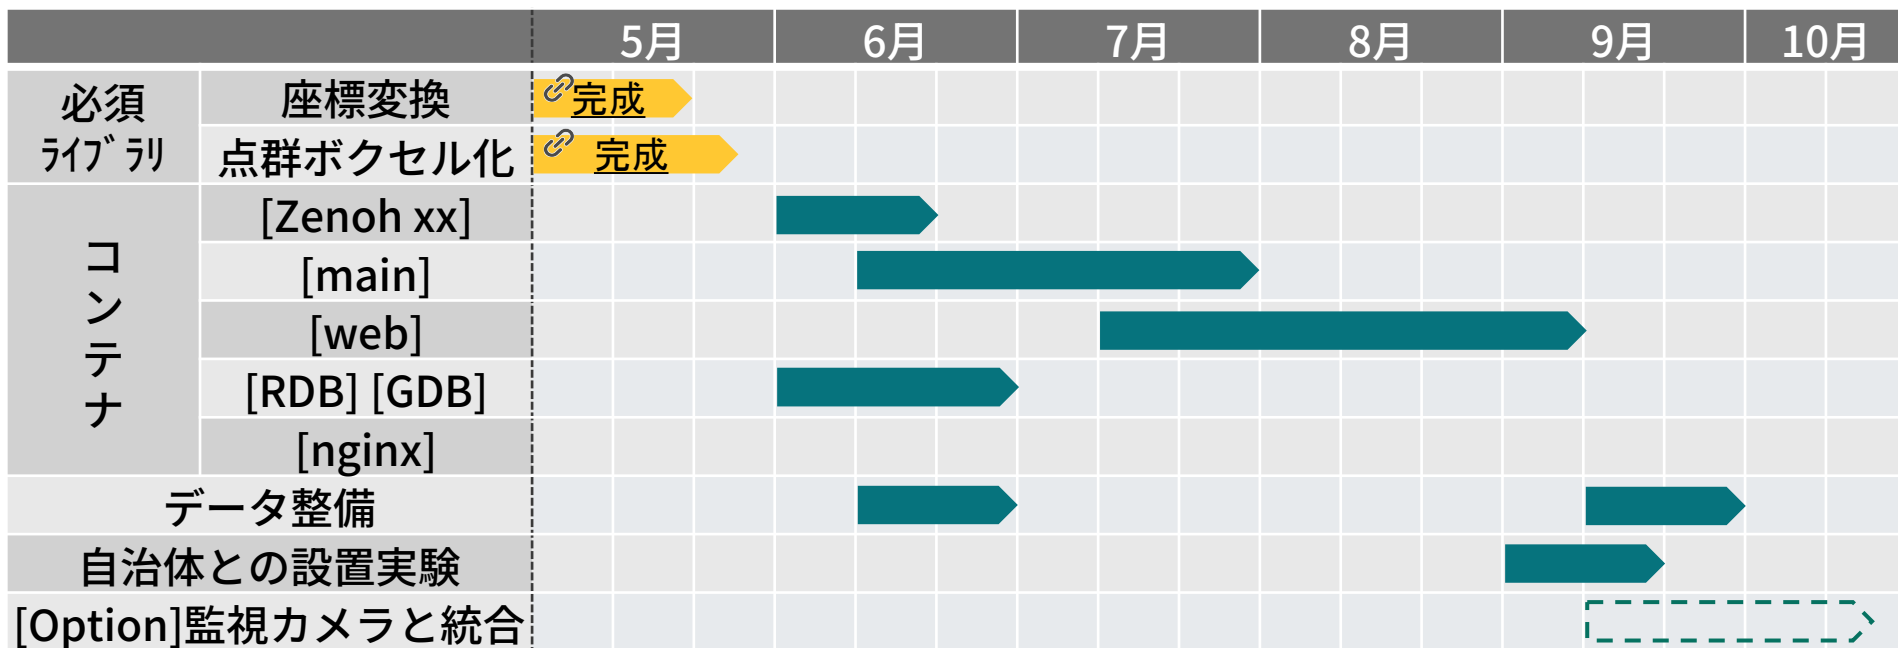 5月 6月 7月 8月 9月 10月
必須
ﾗｲﾌﾞﾗﾘ
座標変換
完成
点群ボクセル化
完成
コンテナ
[Zenoh xx]
[main]
[web]
[RDB] [GDB]
[nginx]
データ整備
自治体との設置実験
[Option]監視カメラと統合